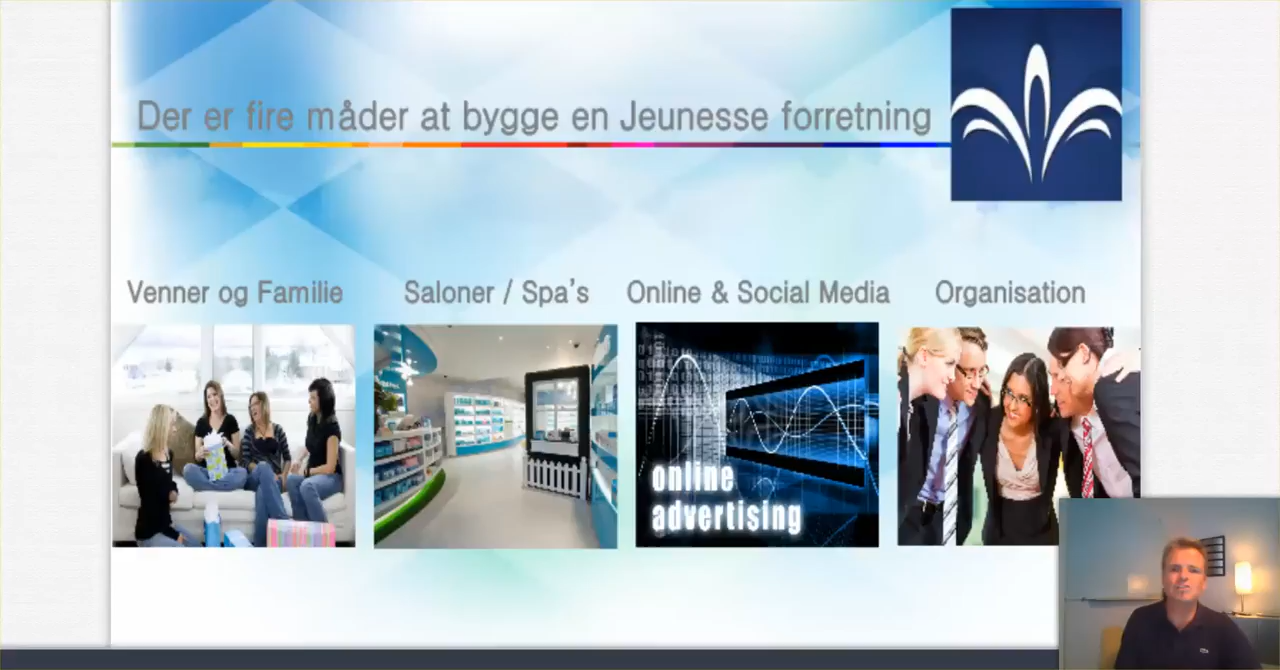 Der er fire måder at bygge en Jeunesse forretning
Venner og Familie
Saloner / Spa's
Online & Social Media
Organisation
online
advertising